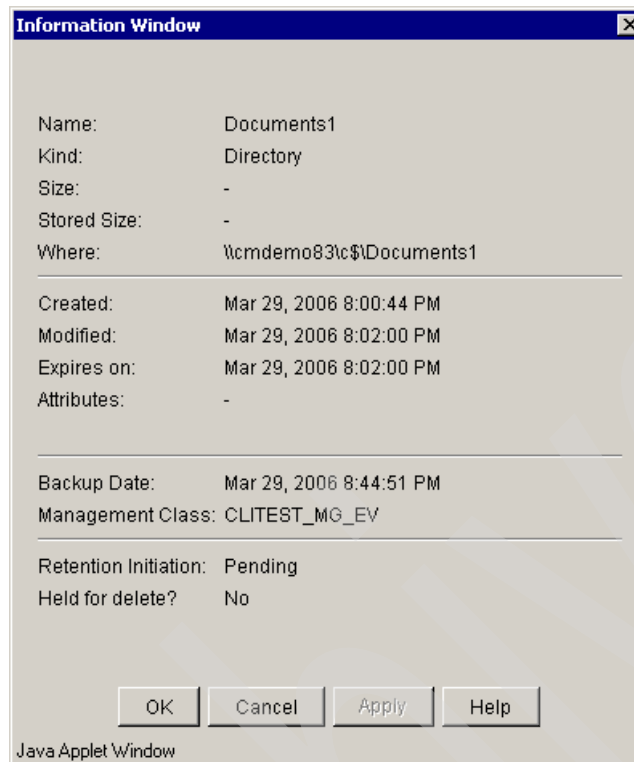 Information Window
Name: Documents1
Kind: Directory
Size: -
Stored Size: -
Where: \\cmdemo83\c$\Documents1
Created: Mar 29, 2006 8:00:44 PM
Modified: Mar 29, 2006 8:02:00 PM
Expires on: Mar 29, 2006 8:02:00 PM
Attributes: -
Backup Date: Mar 29, 2006 8:44:51 PM
Management Class: CLITEST_MG_EV
Retention Initiation: Pending
Held for delete? No
OK Cancel Apply Help
Java Applet Window